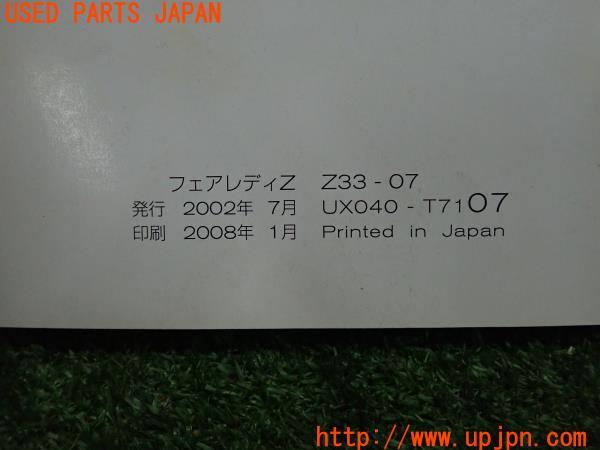 USED PARTS JAPAN
フェアレディZ Z33-07
発行 2002年 7月 UX040-T7107
印刷 2008年 1月 Printed in Japan
http://www.upjpn.com/